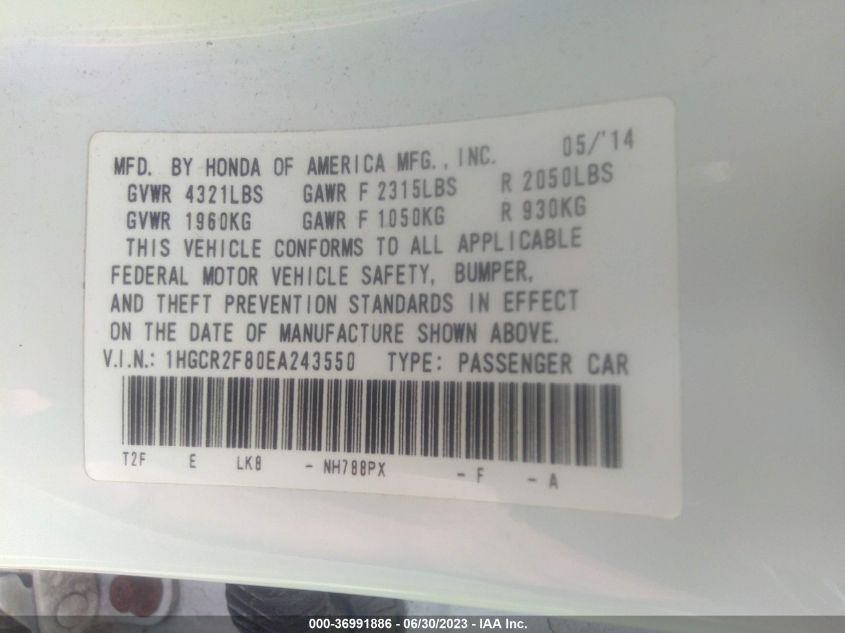 MFD. BY HONDA OF AMERICA MFG., INC. 05/'14
GVWR 4321LBS GAWR F 2315LBS R 2050LBS
GVWR 1960KG GAWR F 1050KG R 930KG
THIS VEHICLE CONFORMS TO ALL APPLICABLE
FEDERAL MOTOR VEHICLE SAFETY, BUMPER,
AND THEFT PREVENTION STANDARDS IN EFFECT
ON THE DATE OF MANUFACTURE SHOWN ABOVE.
V.I.N.: 1HGCR2F80EA243550 TYPE: PASSENGER CAR
T2F E LK8 - NH788PX - F - A
000-36991886 - 06/30/2023 - IAA Inc.